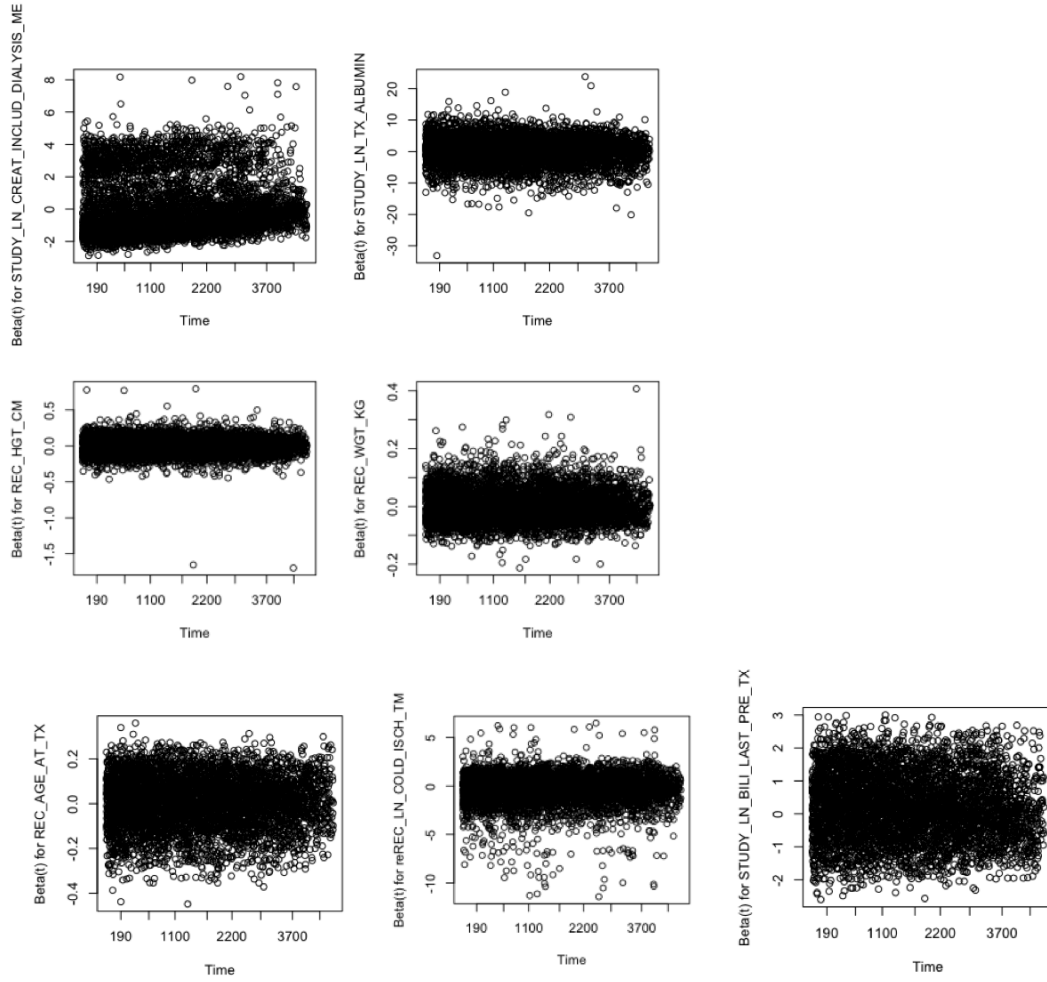 Beta(t) for STUDY_LN_CREAT_INCLUD_DIALYSIS_ME
8
6
4
2
0
-2
190 1100 2200 3700
Time
Beta(t) for STUDY_LN_TX_ALBUMIN
20
10
0
-10
-30
190 1100 2200 3700
Time
Beta(t) for REC_HGT_CM
0.5
0.0
-0.5
-1.0
-1.5
190 1100 2200 3700
Time
Beta(t) for REC_WGT_KG
0.4
0.2
0.0
-0.2
190 1100 2200 3700
Time
Beta(t) for REC_AGE_AT_TX
0.2
0.0
-0.2
-0.4
190 1100 2200 3700
Time
Beta(t) for reREC_LN_COLD_ISCH_TM
5
0
-5
-10
190 1100 2200 3700
Time
Beta(t) for STUDY_LN_BILI_LAST_PRE_TX
3
2
1
0
-1
-2
190 1100 2200 3700
Time